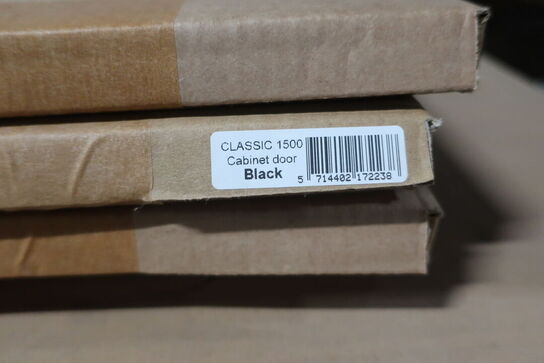 CLASSIC 1500
Cabinet door
Black
5 714402 172238